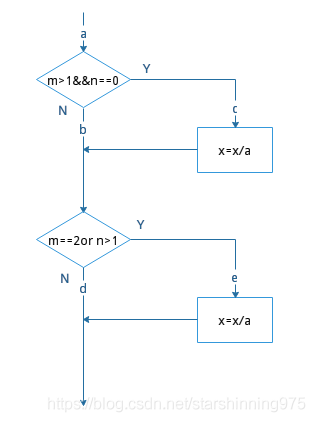 a
m>1&&n==0
Y
N
c
b
x=x/a
m==2or n>1
Y
N
e
d
x=x/a
https://blog.csdn.net/starshinning975